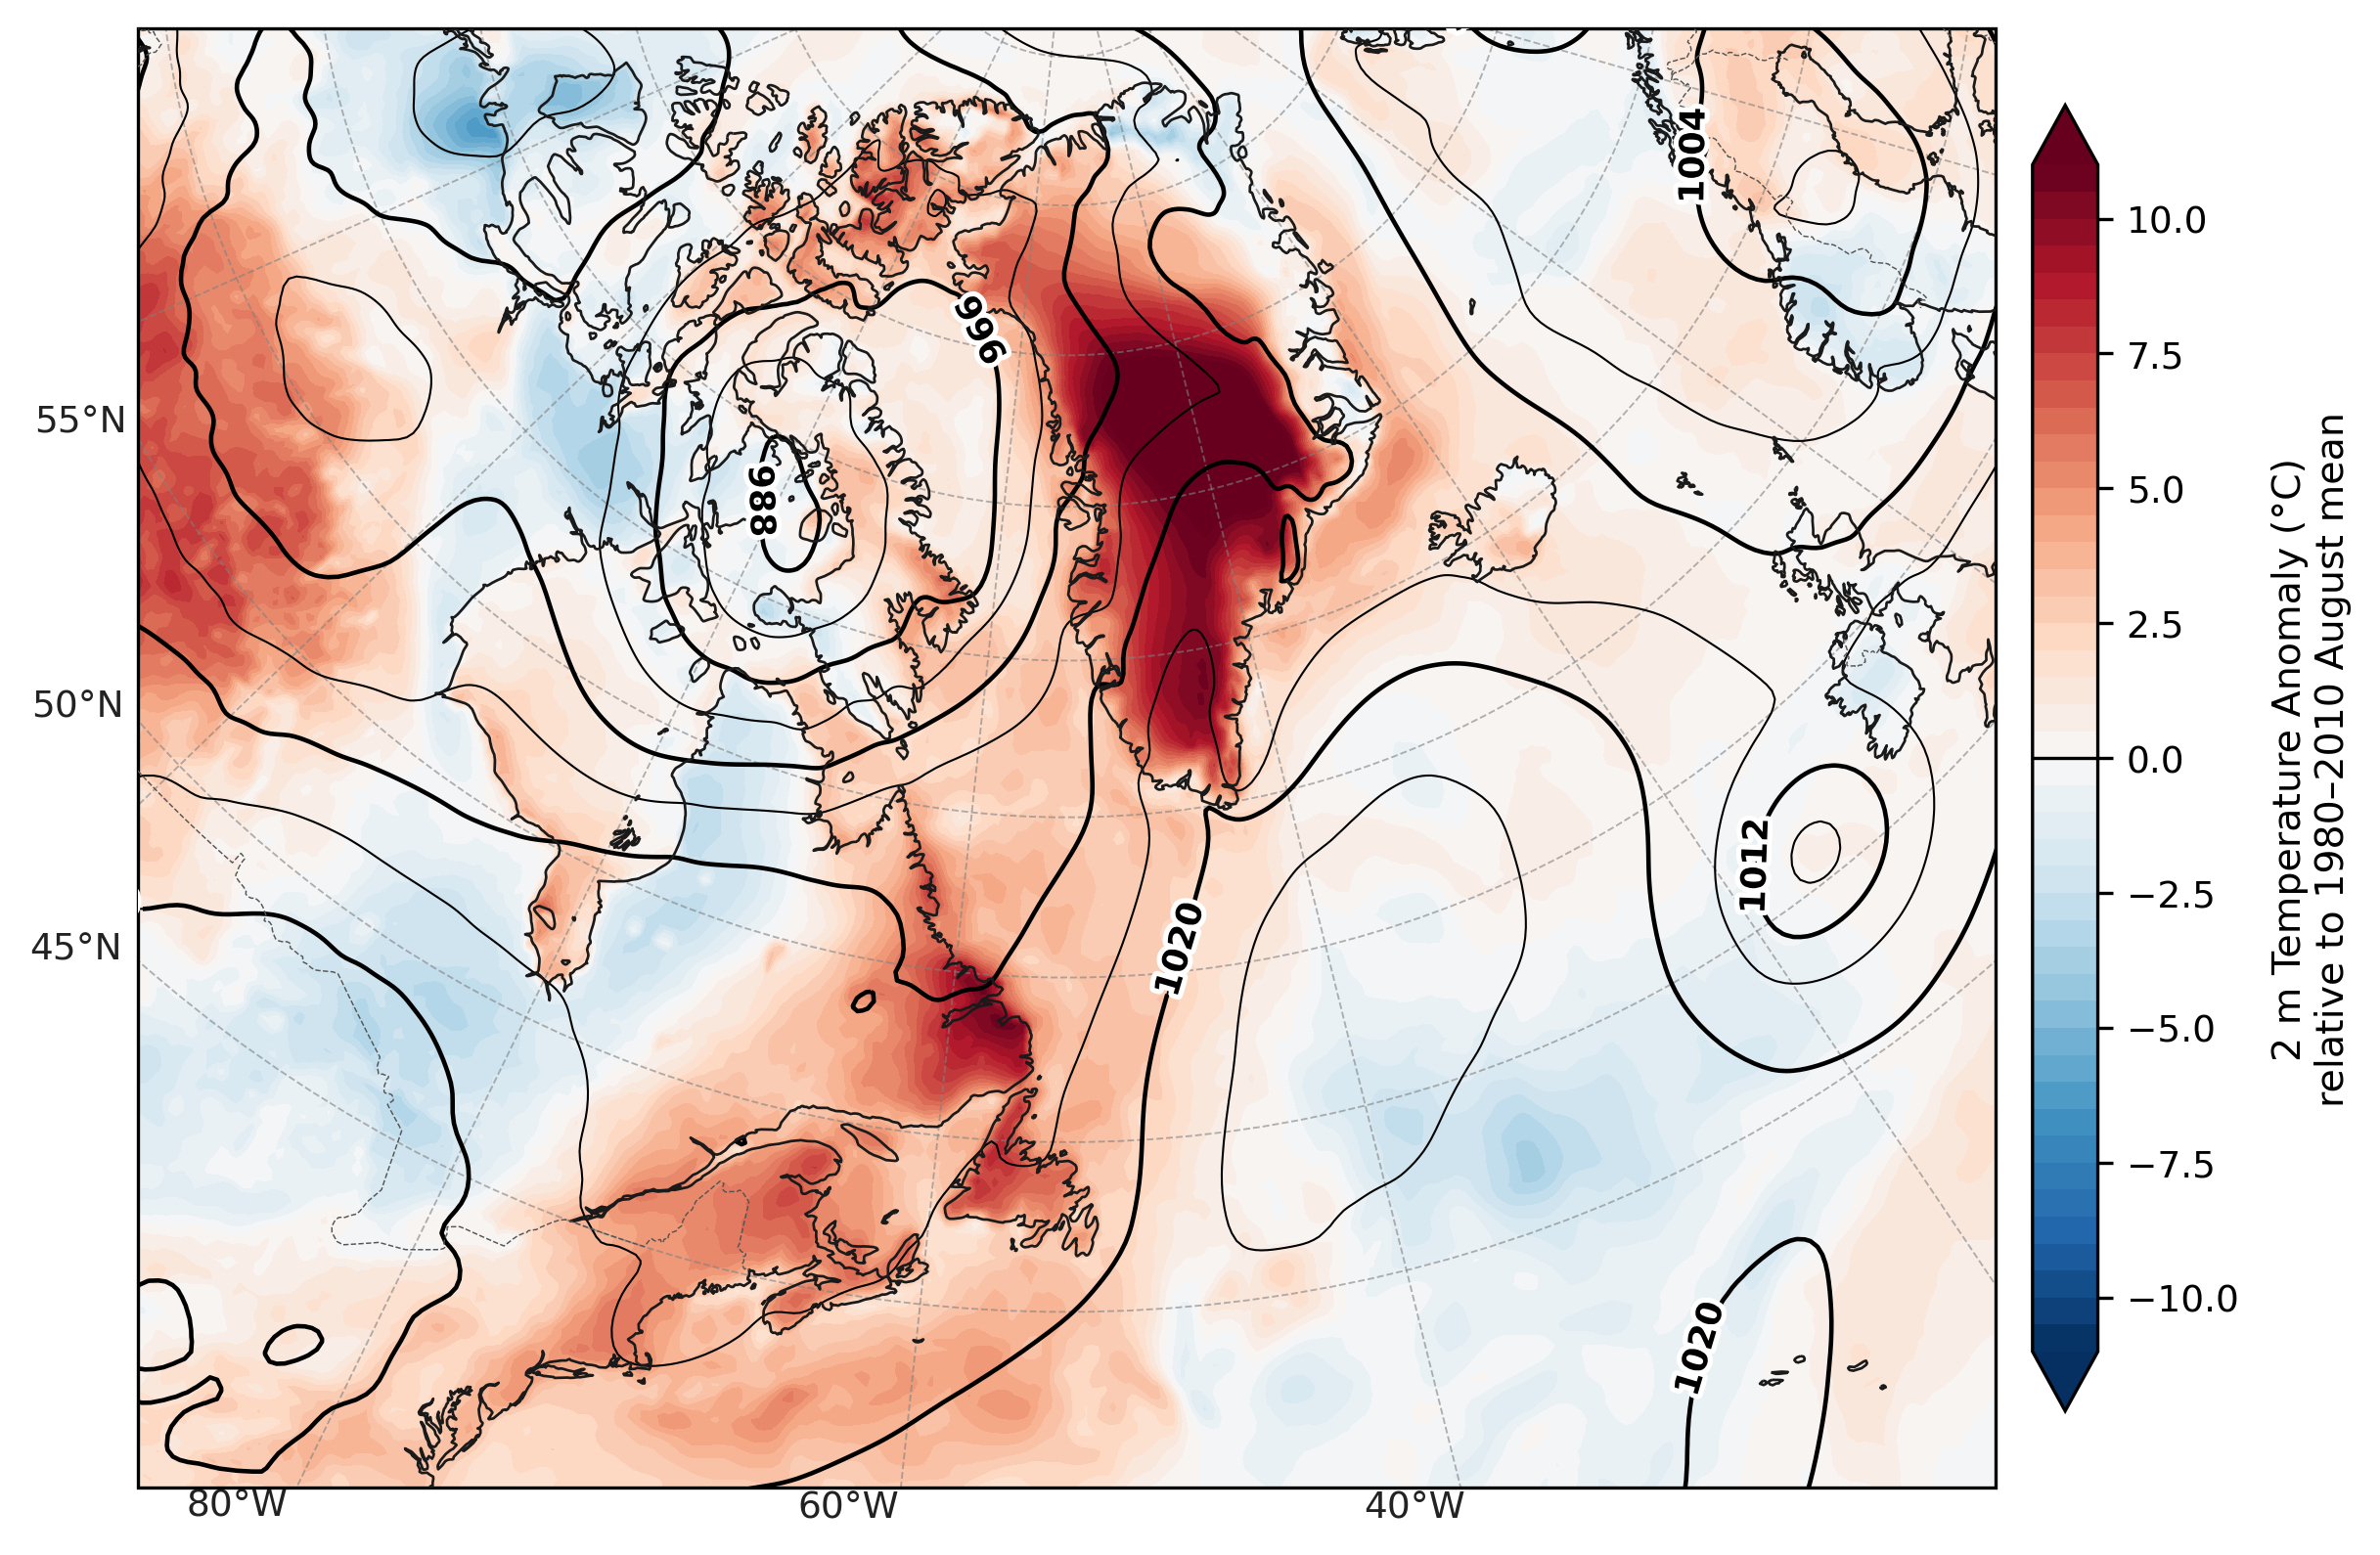 55°N
50°N
45°N
80°W
60°W
40°W
996
988
1004
1012
1020
1020
10.0
7.5
5.0
2.5
0.0
−2.5
−5.0
−7.5
−10.0
2 m Temperature Anomaly (°C)
relative to 1980–2010 August mean